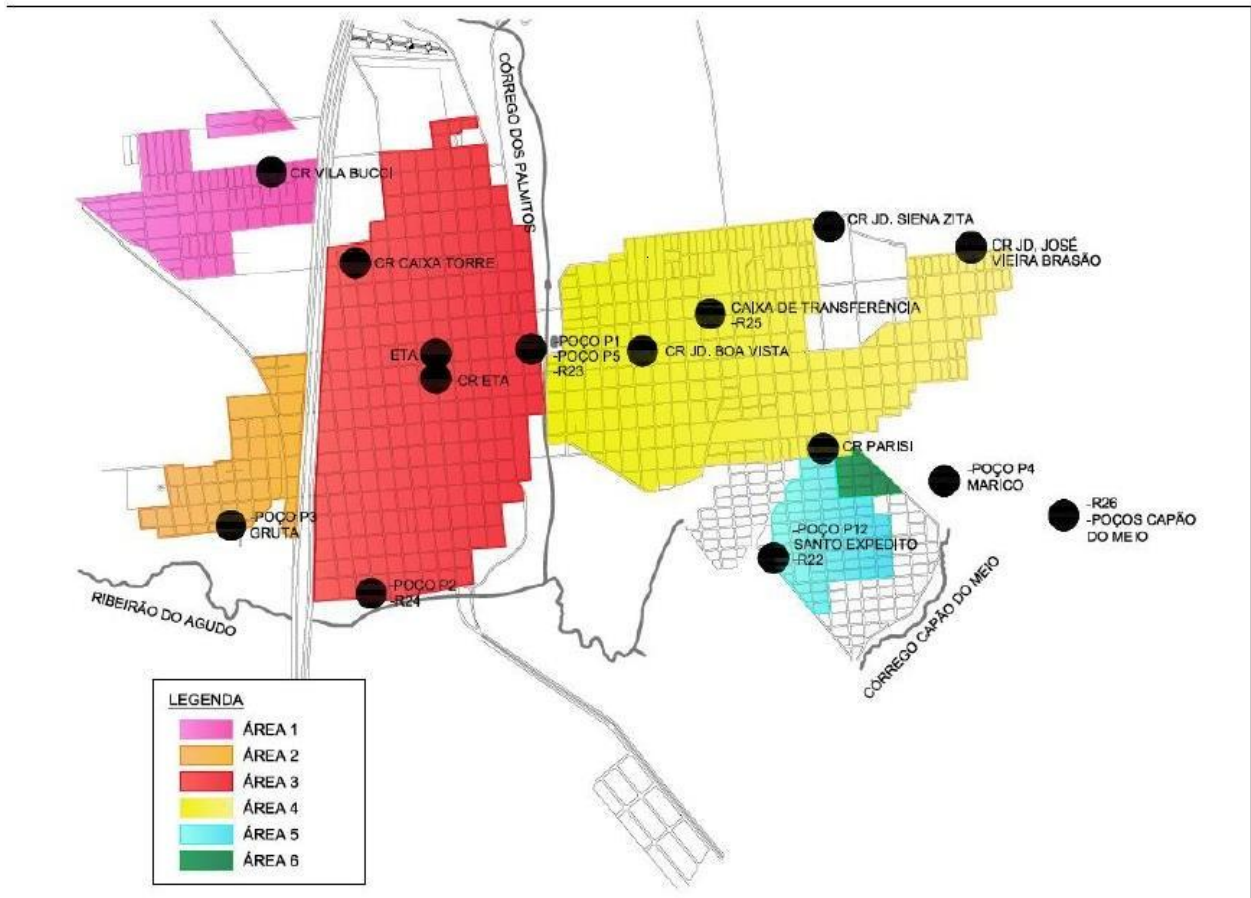 CÓRREGO DOS PALMITOS
CR VILA BUCCI
CR JD. SIENA ZITA
CR JD. JOSÉ
VIEIRA BRASÃO
CR CAIXA TORRE
CAIXA DE TRANSFERÊNCIA
-R25
ETA
-POÇO P1
-POÇO P5
-R23
CR JD. BOA VISTA
CR ETA
CR PARISI
-POÇO P4
MARICO
-R26
-POÇOS CAPÃO
DO MEIO
-POÇO P3
GRUTA
-POÇO P12
SANTO EXPEDITO
-R22
-POÇO P2
-R24
RIBEIRÃO DO AGUDO
CÓRREGO CAPÃO DO MEIO
LEGENDA
ÁREA 1
ÁREA 2
ÁREA 3
ÁREA 4
ÁREA 5
ÁREA 6